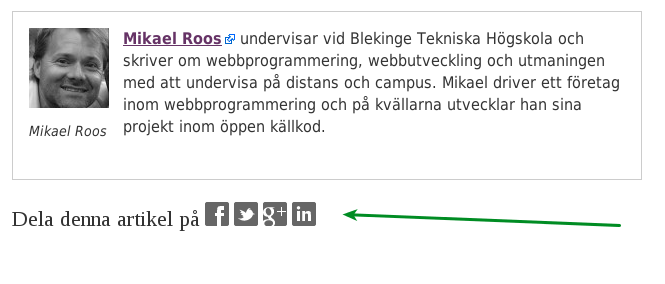 Mikael Roos undervisar vid Blekinge Tekniska Högskola och
skriver om webbprogrammering, webbutveckling och utmaningen
med att undervisa på distans och campus. Mikael driver ett företag
inom webbprogrammering och på kvällarna utvecklar han sina
projekt inom öppen källkod.
Mikael Roos
Dela denna artikel på f g+ in